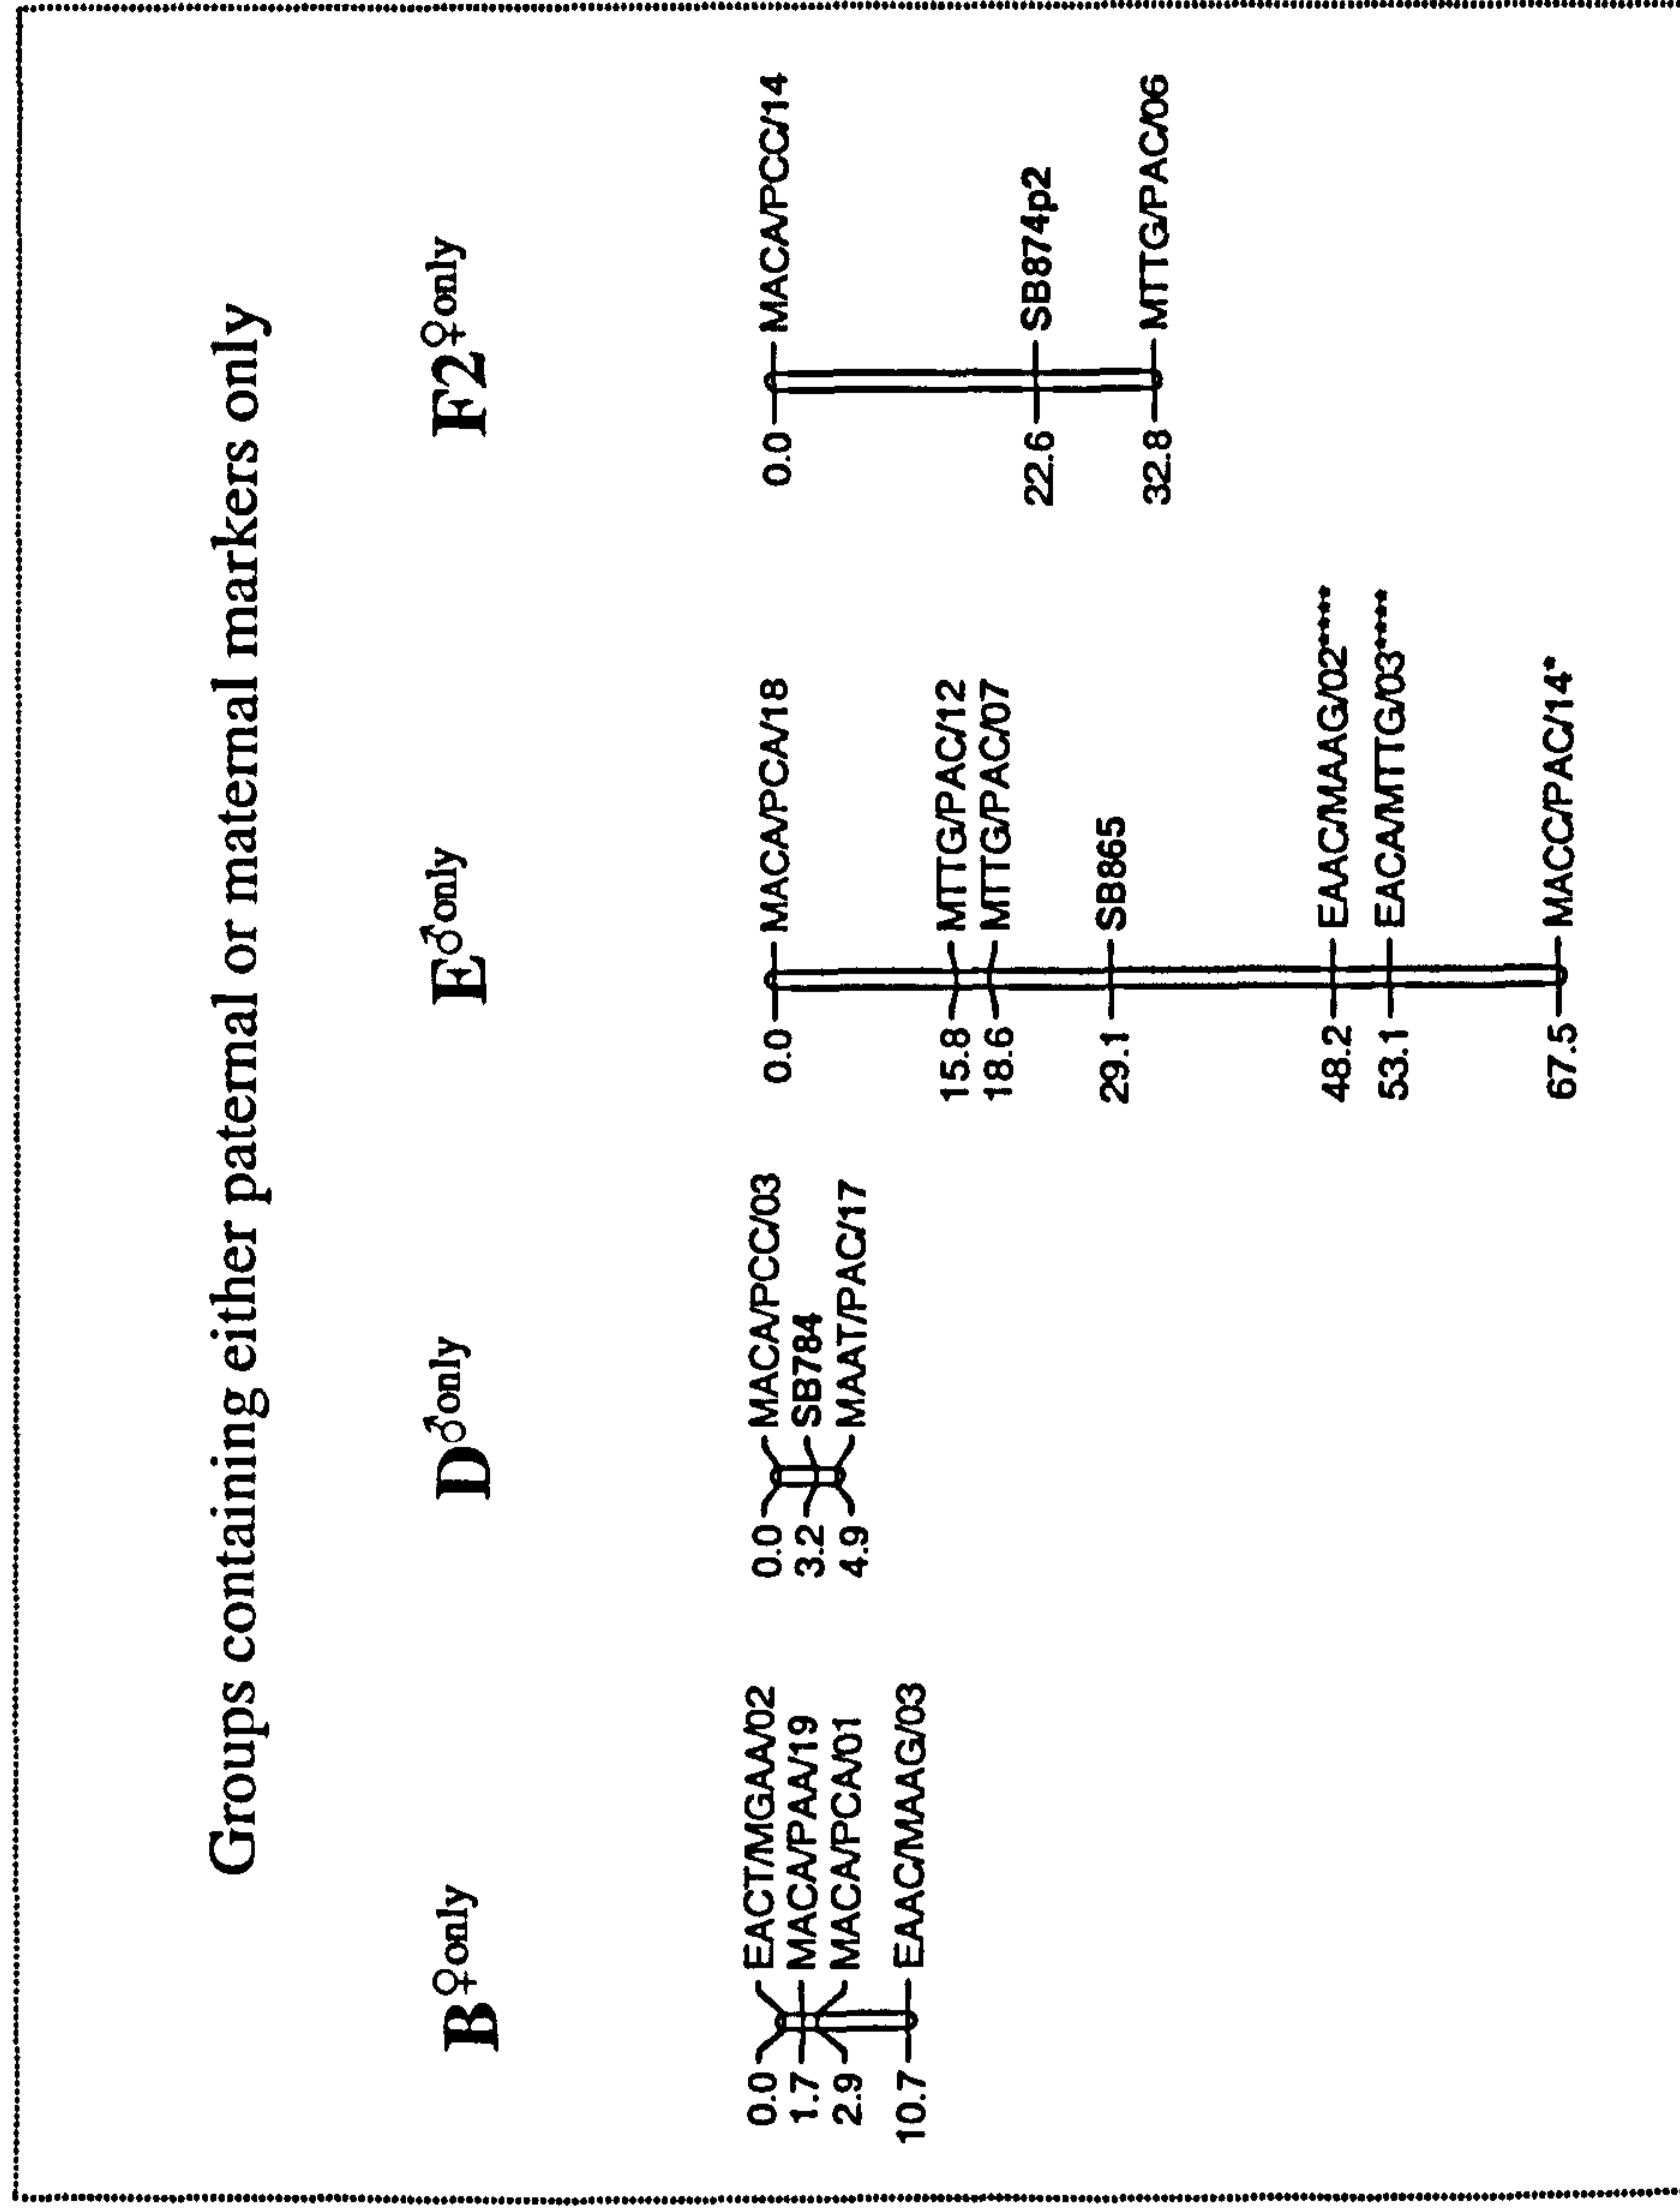 Groups containing either paternal or maternal markers only
B♀only
0.0 EACT/MGAA/02
1.7 MACA/PAA/19
2.9 MACA/PCA/01
10.7 EAAC/MAAG/03
D♂only
0.0 MACA/PCC/03
3.2 SB784
4.9 MAAT/PAC/17
E♂only
0.0 MACA/PCA/18
15.8 MTTG/PAC/12
18.6 MTTG/PAC/07
29.1 SB865
48.2 EAAC/MAAG/02****
53.1 EACA/MTTG/03****
67.5 MACC/PAC/14*
F2♀only
0.0 MACA/PCC/14
22.6 SB874p2
32.8 MTTG/PAC/06